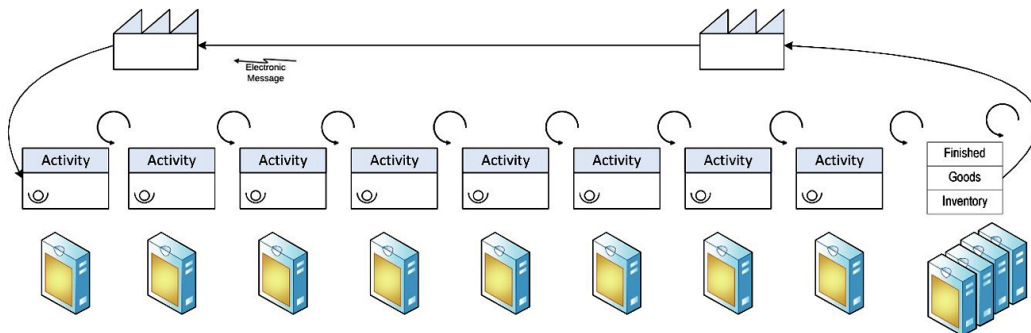 Electronic
Message
Activity
Activity
Activity
Activity
Activity
Activity
Activity
Activity
Finished
Goods
Inventory